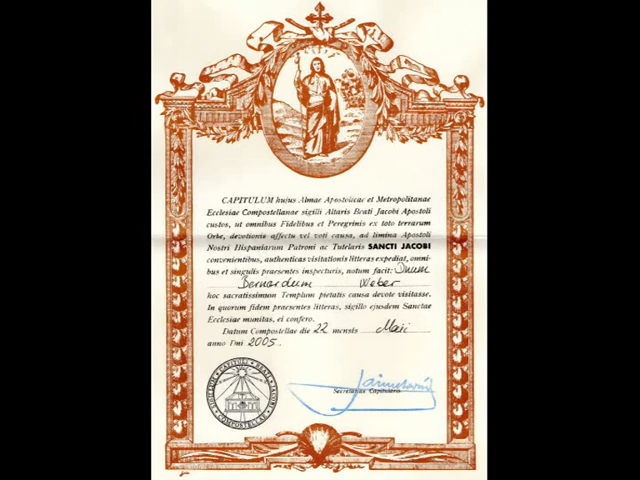 CAPITULUM hujus Almae Apostolicae et Metropolitanae
Ecclesiae Compostellanae sigilli Altaris Beati Jacobi Apostoli
custos, ut omnibus Fidelibus et Peregrinis ex toto terrarum
Orbe, devotionis affectu vel voti causa, ad limina Apostoli
Nostri Hispaniarum Patroni ac Tutelaris SANCTI JACOBI
convenientibus, authenticas visitationis litteras expediat, omni-
bus et singulis praesentes inspecturis, notum facit: Dnum
Bernardum Weber
hoc sacratissimum Templum pietatis causa devote visitasse.
In quorum fidem praesentes litteras, sigillo ejusdem Sanctae
Ecclesiae munitas, ei confero.
Datum Compostellae die 22 mensis Maii
anno Dni 2005.
Secretarius Capitularis
CAPITULI BEATI JACOBI COMPOSTELLAE